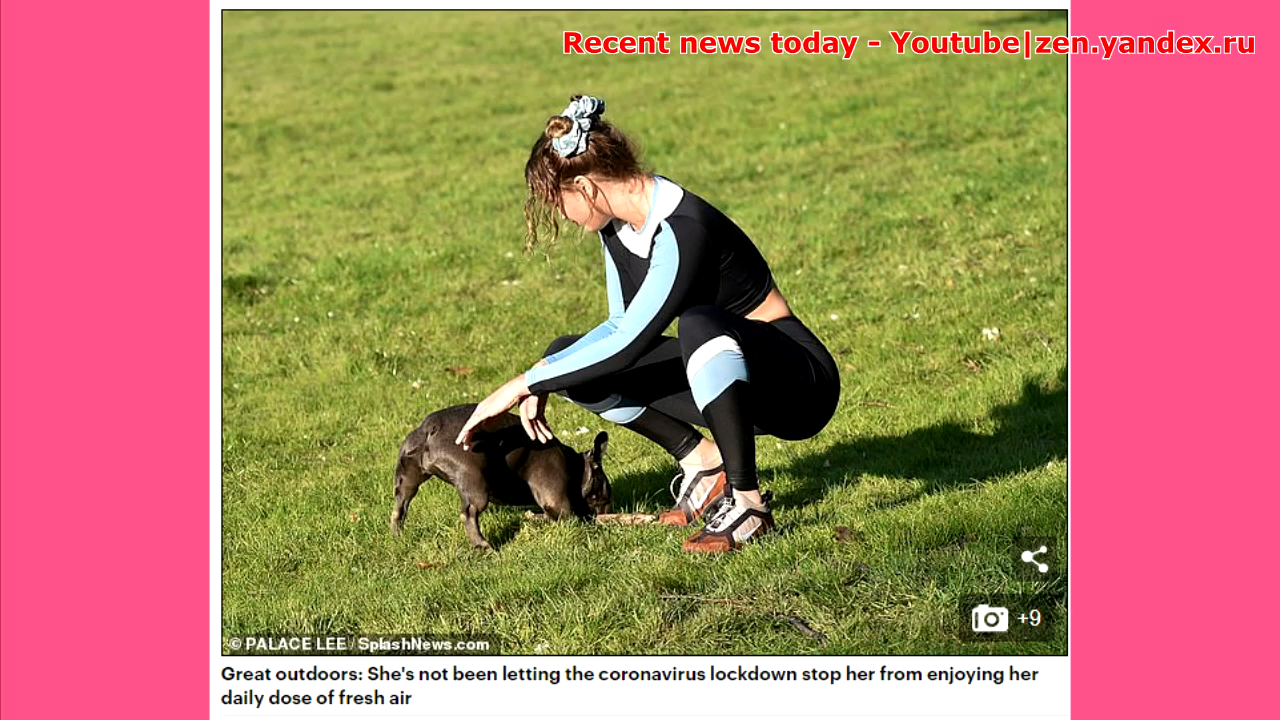 Recent news today - Youtube|zen.yandex.ru
+9
© PALACE LEE / SplashNews.com
Great outdoors: She's not been letting the coronavirus lockdown stop her from enjoying her
daily dose of fresh air